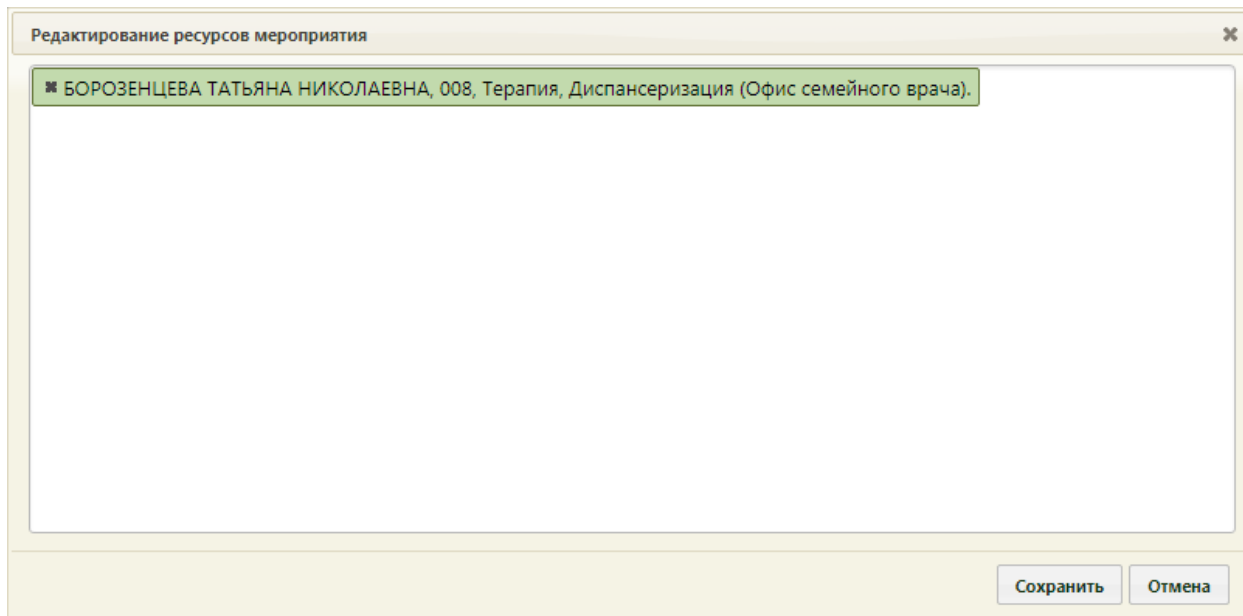 Редактирование ресурсов мероприятия
БОРОЗЕНЦЕВА ТАТЬЯНА НИКОЛАЕВНА, 008, Терапия, Диспансеризация (Офис семейного врача).
Сохранить
Отмена